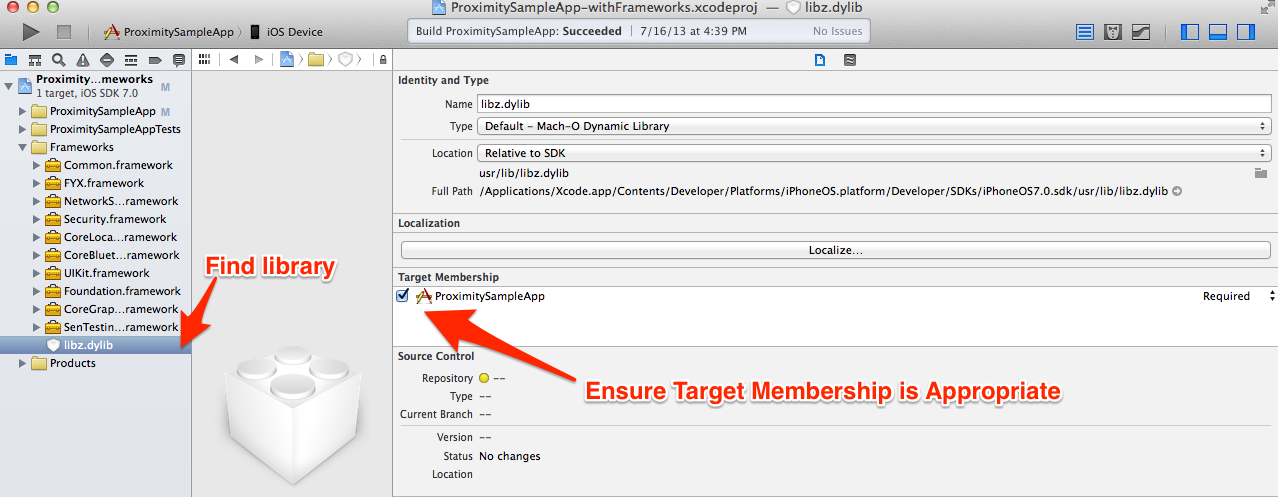 ProximitySampleApp-withFrameworks.xcodeproj — libz.dylib
ProximitySampleApp iOS Device
Build ProximitySampleApp: Succeeded 7/16/13 at 4:39 PM No Issues
Proximity...meworks M
1 target, iOS SDK 7.0
ProximitySampleApp M
ProximitySampleAppTests
Frameworks
Common.framework
FYX.framework
NetworkS...ramework
Security.framework
CoreLoca...ramework
CoreBluet...ramework
UIKit.framework
Foundation.framework
CoreGrap...ramework
SenTestin...ramework
libz.dylib
Products
Find library
Identity and Type
Name libz.dylib
Type Default - Mach-O Dynamic Library
Location Relative to SDK
usr/lib/libz.dylib
Full Path /Applications/Xcode.app/Contents/Developer/Platforms/iPhoneOS.platform/Developer/SDKs/iPhoneOS7.0.sdk/usr/lib/libz.dylib
Localization
Localize...
Target Membership
ProximitySampleApp Required
Ensure Target Membership is Appropriate
Source Control
Repository --
Type --
Current Branch --
Version --
Status No changes
Location